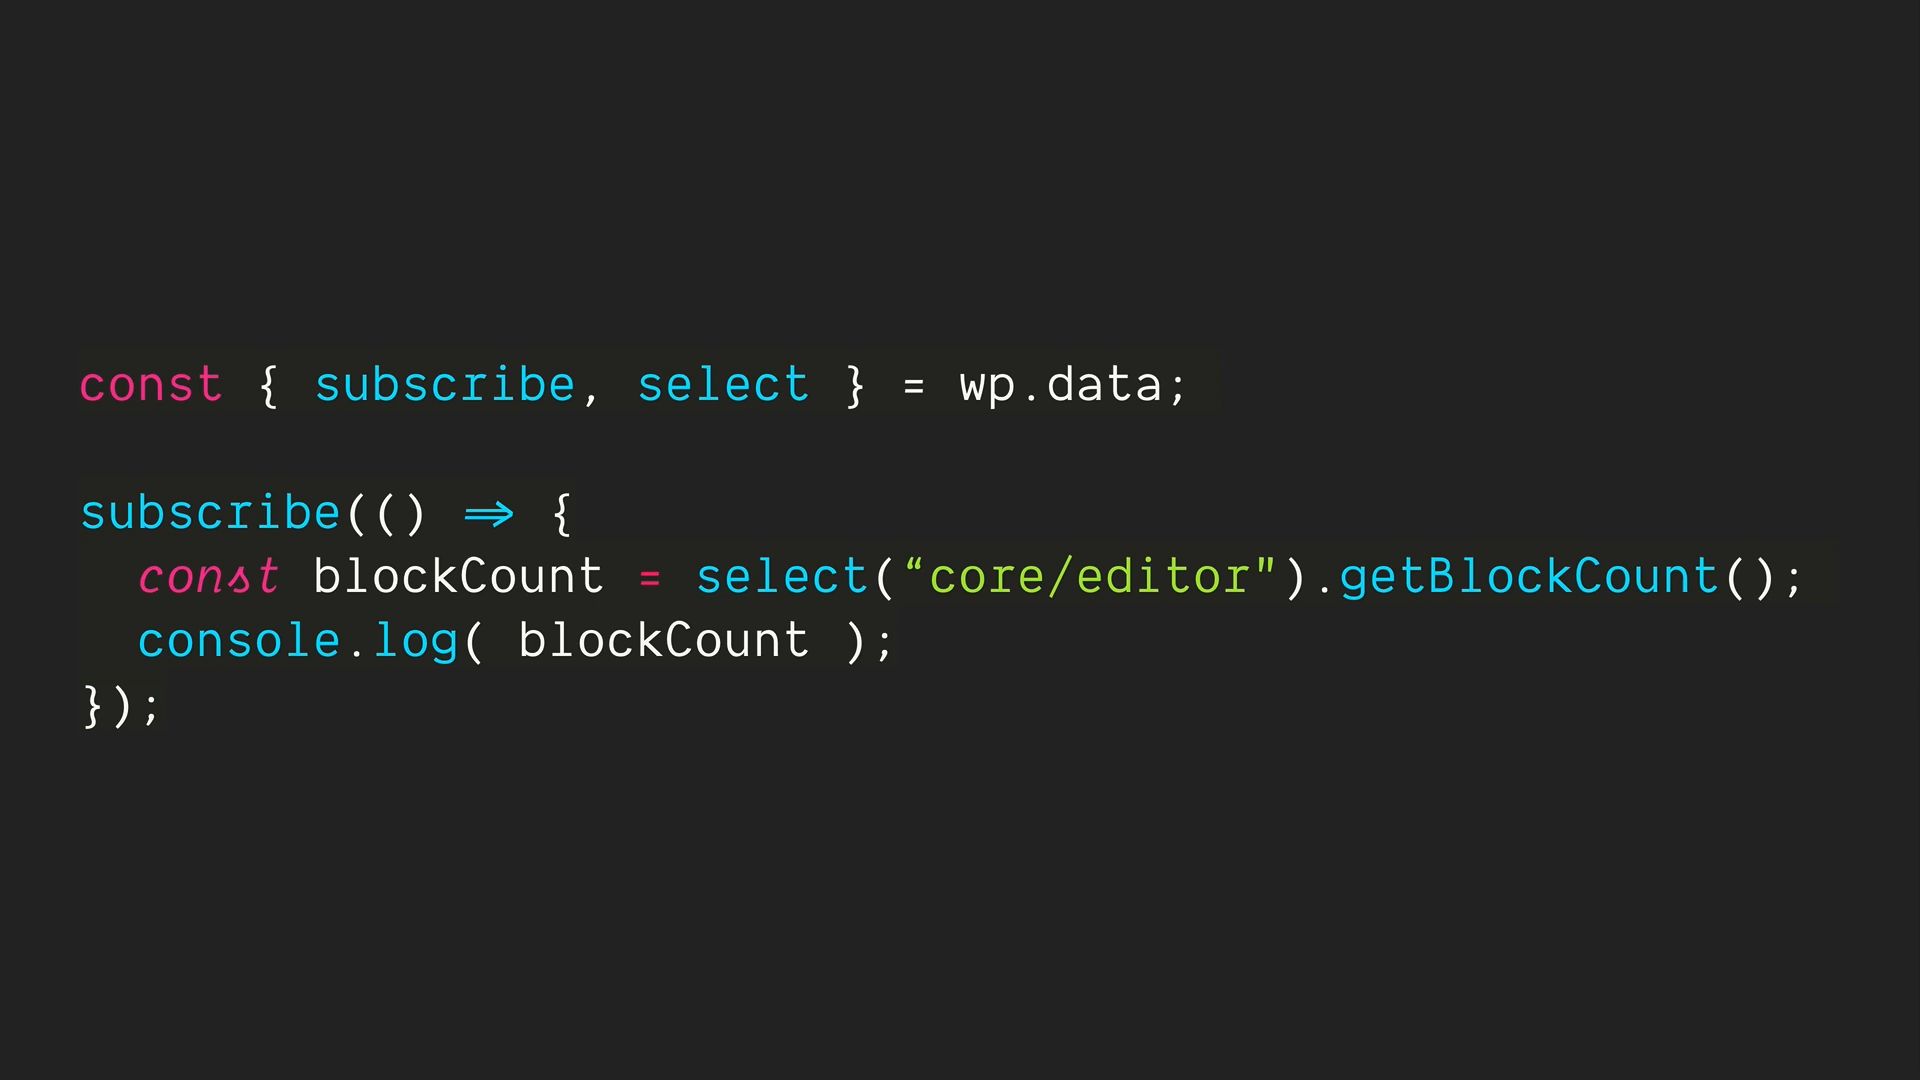 const { subscribe, select } = wp.data;
subscribe(() => {
const blockCount = select(“core/editor").getBlockCount();
console.log( blockCount );
});